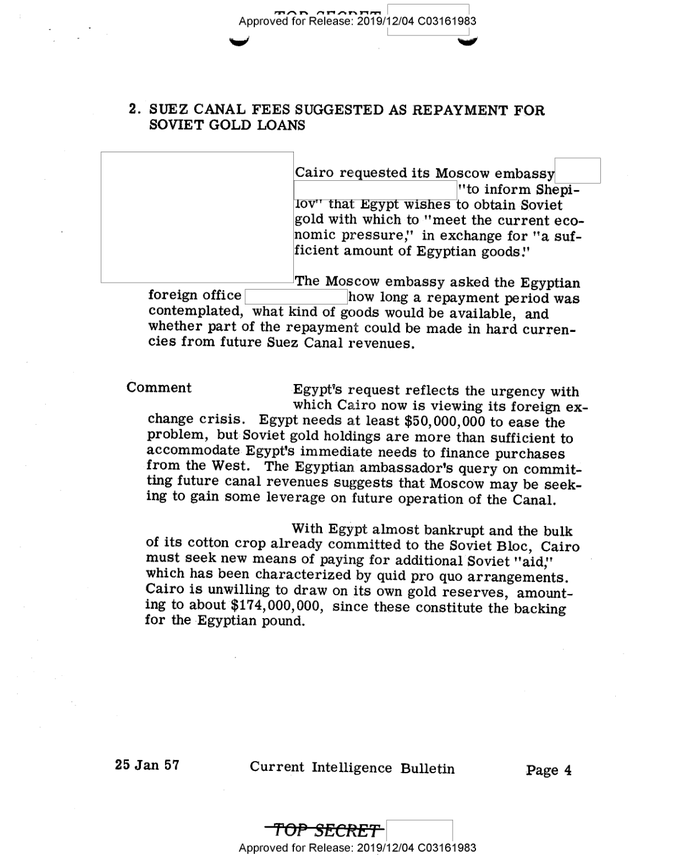 TOP SECRET
Approved for Release: 2019/12/04 C03161983
2. SUEZ CANAL FEES SUGGESTED AS REPAYMENT FOR
SOVIET GOLD LOANS
Cairo requested its Moscow embassy
"to inform Shepi-
lov" that Egypt wishes to obtain Soviet
gold with which to "meet the current eco-
nomic pressure," in exchange for "a suf-
ficient amount of Egyptian goods."
The Moscow embassy asked the Egyptian
foreign office how long a repayment period was
contemplated, what kind of goods would be available, and
whether part of the repayment could be made in hard curren-
cies from future Suez Canal revenues.
Comment Egypt's request reflects the urgency with
which Cairo now is viewing its foreign ex-
change crisis. Egypt needs at least $50,000,000 to ease the
problem, but Soviet gold holdings are more than sufficient to
accommodate Egypt's immediate needs to finance purchases
from the West. The Egyptian ambassador's query on commit-
ting future canal revenues suggests that Moscow may be seek-
ing to gain some leverage on future operation of the Canal.
With Egypt almost bankrupt and the bulk
of its cotton crop already committed to the Soviet Bloc, Cairo
must seek new means of paying for additional Soviet "aid,"
which has been characterized by quid pro quo arrangements.
Cairo is unwilling to draw on its own gold reserves, amount-
ing to about $174,000,000, since these constitute the backing
for the Egyptian pound.
25 Jan 57 Current Intelligence Bulletin Page 4
TOP SECRET
Approved for Release: 2019/12/04 C03161983